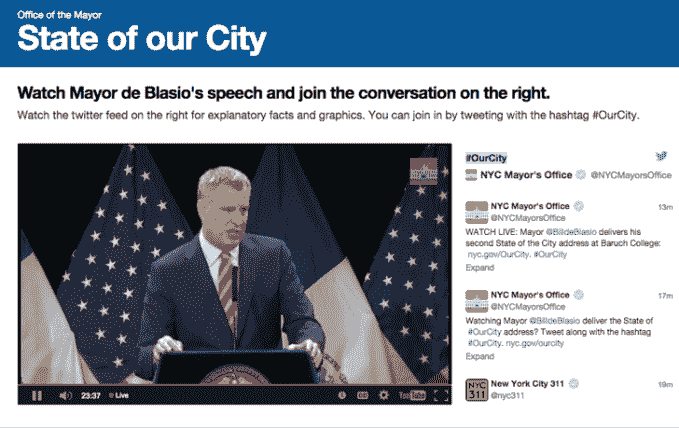 Office of the Mayor
State of our City
Watch Mayor de Blasio's speech and join the conversation on the right.
Watch the twitter feed on the right for explanatory facts and graphics. You can join in by tweeting with the hashtag #OurCity.
#OurCity
NYC Mayor's Office @NYCMayorsOffice
NYC Mayor's Office 13m
@NYCMayorsOffice
WATCH LIVE: Mayor @BilldeBlasio delivers his
second State of the City address at Baruch College:
nyc.gov/OurCity. #OurCity
Expand
NYC Mayor's Office 17m
@NYCMayorsOffice
Watching Mayor @BilldeBlasio deliver the State of
#OurCity address? Tweet along with the hashtag
#OurCity. nyc.gov/ourcity
Expand
NYC
311
New York City 311 19m
@nyc311
23:37 Live
YouTube